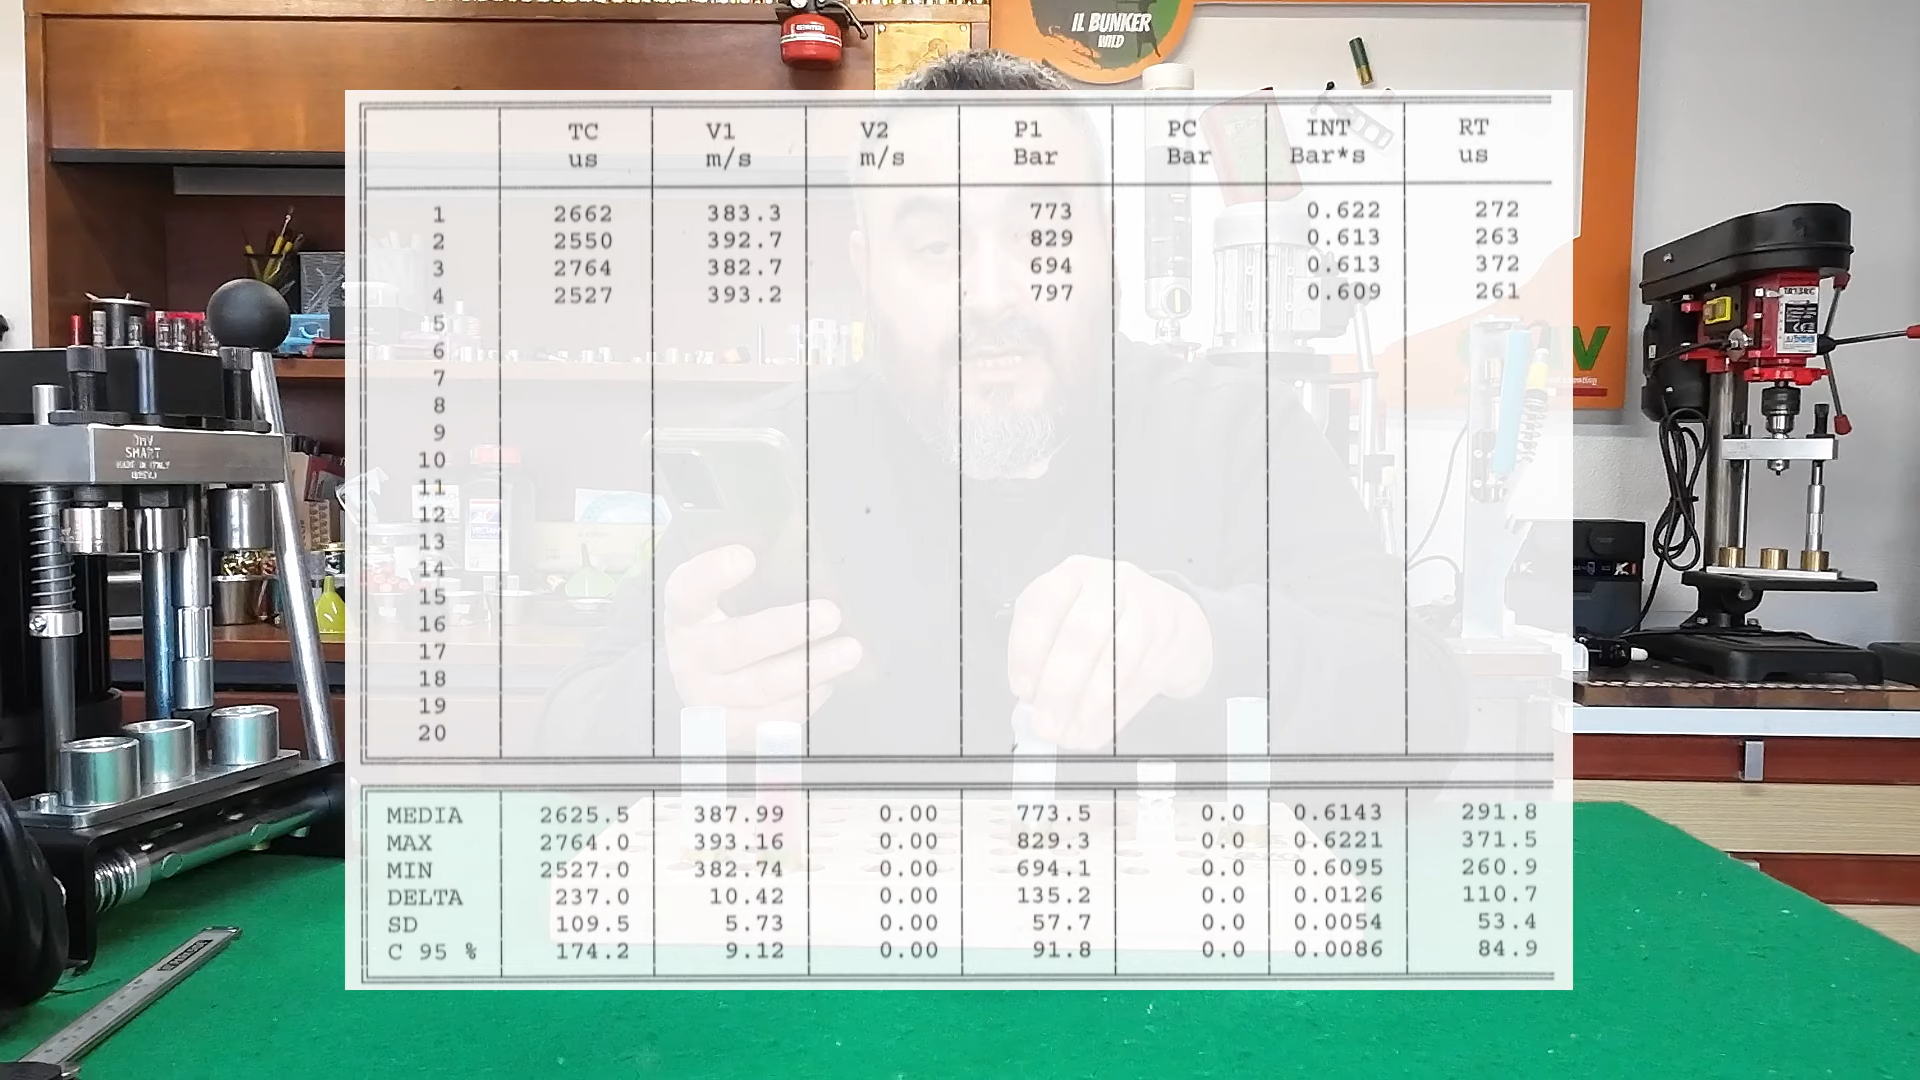 IL BUNKER
WILD
TC V1 V2 P1 PC INT RT
us m/s m/s Bar Bar Bar*s us
1 2662 383.3 773 0.622 272
2 2550 392.7 829 0.613 263
3 2764 382.7 694 0.613 372
4 2527 393.2 797 0.609 261
5
6
7
8
9
10
11
12
13
14
15
16
17
18
19
20
MEDIA 2625.5 387.99 0.00 773.5 0.0 0.6143 291.8
MAX 2764.0 393.16 0.00 829.3 0.0 0.6221 371.5
MIN 2527.0 382.74 0.00 694.1 0.0 0.6095 260.9
DELTA 237.0 10.42 0.00 135.2 0.0 0.0126 110.7
SD 109.5 5.73 0.00 57.7 0.0 0.0054 53.4
C 95 % 174.2 9.12 0.00 91.8 0.0 0.0086 84.9
SMART
MADE IN ITALY